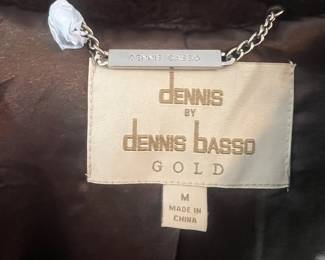 DENNIS BASSO
dENNIS
BY
dENNIS bASSO
GOLD
M
MADE IN
CHINA